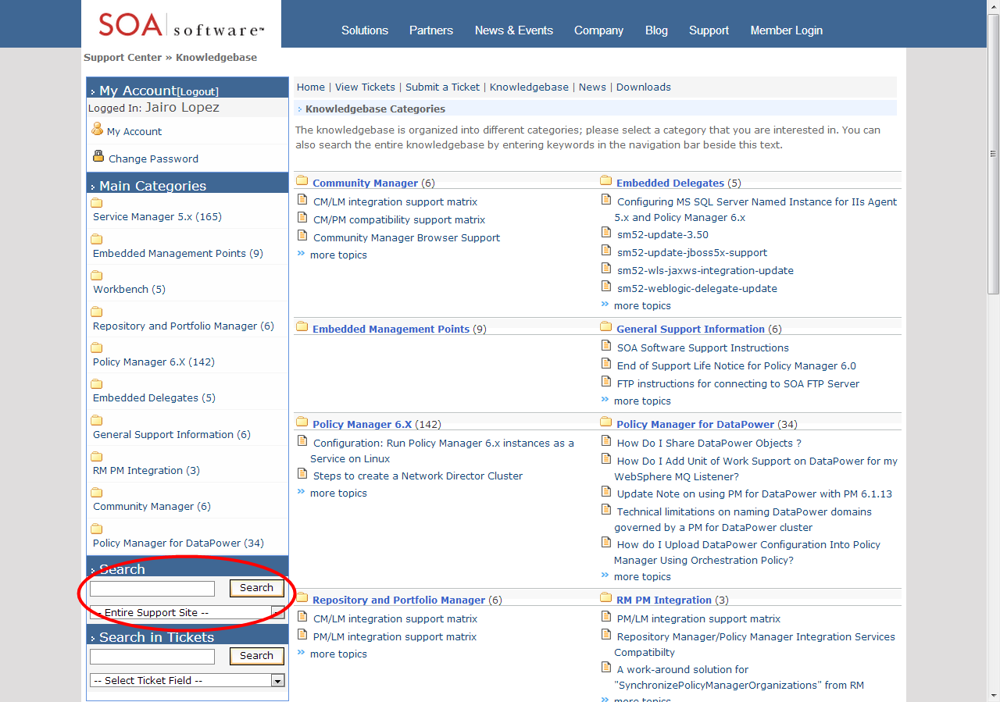 SOA software™
Solutions Partners News & Events Company Blog Support Member Login
Support Center » Knowledgebase
My Account[Logout]
Logged In: Jairo Lopez
My Account
Change Password
Main Categories
Service Manager 5.x (165)
Embedded Management Points (9)
Workbench (5)
Repository and Portfolio Manager (6)
Policy Manager 6.X (142)
Embedded Delegates (5)
General Support Information (6)
RM PM Integration (3)
Community Manager (6)
Policy Manager for DataPower (34)
Search
Search
-- Entire Support Site --
Search in Tickets
Search
-- Select Ticket Field --
Home | View Tickets | Submit a Ticket | Knowledgebase | News | Downloads
Knowledgebase Categories
The knowledgebase is organized into different categories; please select a category that you are interested in. You can
also search the entire knowledgebase by entering keywords in the navigation bar beside this text.
Community Manager (6)
CM/LM integration support matrix
CM/PM compatibility support matrix
Community Manager Browser Support
more topics
Embedded Delegates (5)
Configuring MS SQL Server Named Instance for IIs Agent
5.x and Policy Manager 6.x
sm52-update-3.50
sm52-update-jboss5x-support
sm52-wls-jaxws-integration-update
sm52-weblogic-delegate-update
more topics
Embedded Management Points (9)
General Support Information (6)
SOA Software Support Instructions
End of Support Life Notice for Policy Manager 6.0
FTP instructions for connecting to SOA FTP Server
more topics
Policy Manager 6.X (142)
Configuration: Run Policy Manager 6.x instances as a
Service on Linux
Steps to create a Network Director Cluster
more topics
Policy Manager for DataPower (34)
How Do I Share DataPower Objects ?
How Do I Add Unit of Work Support on DataPower for my
WebSphere MQ Listener?
Update Note on using PM for DataPower with PM 6.1.13
Technical limitations on naming DataPower domains
governed by a PM for DataPower cluster
How do I Upload DataPower Configuration Into Policy
Manager Using Orchestration Policy?
more topics
Repository and Portfolio Manager (6)
CM/LM integration support matrix
PM/LM integration support matrix
more topics
RM PM Integration (3)
PM/LM integration support matrix
Repository Manager/Policy Manager Integration Services
Compatibilty
A work-around solution for
"SynchronizePolicyManagerOrganizations" from RM
more topics